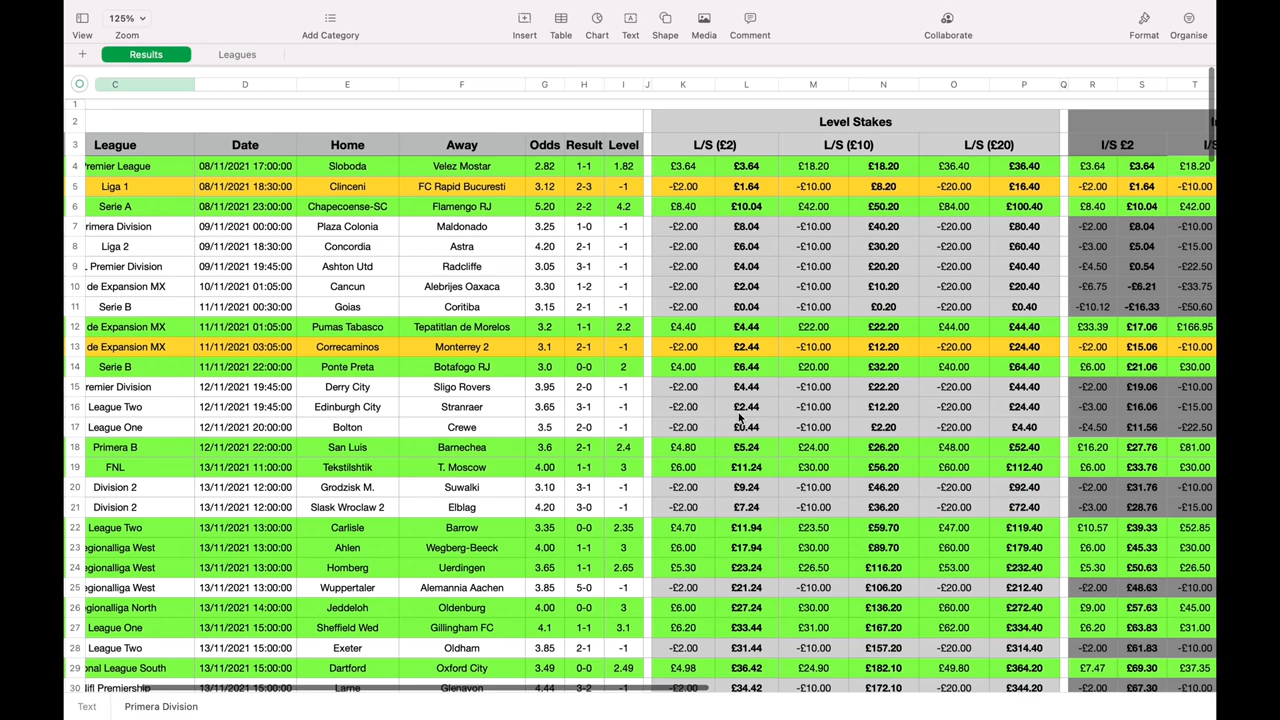 125%
View Zoom Add Category Insert Table Chart Text Shape Media Comment Collaborate Format Organise
+ Results Leagues
C D E F G H I J K L M N O P Q R S T
1
2 Level Stakes
3 League Date Home Away Odds Result Level L/S (£2) L/S (£10) L/S (£20) I/S £2
4 remier League 08/11/2021 17:00:00 Sloboda Velez Mostar 2.82 1-1 1.82 £3.64 £3.64 £18.20 £18.20 £36.40 £36.40 £3.64 £3.64 £18.20
5 Liga 1 08/11/2021 18:30:00 Clinceni FC Rapid Bucuresti 3.12 2-3 -1 -£2.00 £1.64 -£10.00 £8.20 -£20.00 £16.40 -£2.00 £1.64 -£10.00
6 Serie A 08/11/2021 23:00:00 Chapecoense-SC Flamengo RJ 5.20 2-2 4.2 £8.40 £10.04 £42.00 £50.20 £84.00 £100.40 £8.40 £10.04 £42.00
7 rimera Division 09/11/2021 00:00:00 Plaza Colonia Maldonado 3.25 1-0 -1 -£2.00 £8.04 -£10.00 £40.20 -£20.00 £80.40 -£2.00 £8.04 -£10.00
8 Liga 2 09/11/2021 18:30:00 Concordia Astra 4.20 2-1 -1 -£2.00 £6.04 -£10.00 £30.20 -£20.00 £60.40 -£3.00 £5.04 -£15.00
9 . Premier Division 09/11/2021 19:45:00 Ashton Utd Radcliffe 3.05 3-1 -1 -£2.00 £4.04 -£10.00 £20.20 -£20.00 £40.40 -£4.50 £0.54 -£22.50
10 de Expansion MX 10/11/2021 01:05:00 Cancun Alebrijes Oaxaca 3.30 1-2 -1 -£2.00 £2.04 -£10.00 £10.20 -£20.00 £20.40 -£6.75 -£6.21 -£33.75
11 Serie B 11/11/2021 00:30:00 Goias Coritiba 3.15 2-1 -1 -£2.00 £0.04 -£10.00 £0.20 -£20.00 £0.40 -£10.12 -£16.33 -£50.60
12 de Expansion MX 11/11/2021 01:05:00 Pumas Tabasco Tepatitlan de Morelos 3.2 1-1 2.2 £4.40 £4.44 £22.00 £22.20 £44.00 £44.40 £33.39 £17.06 £166.95
13 de Expansion MX 11/11/2021 03:05:00 Correcaminos Monterrey 2 3.1 2-1 -1 -£2.00 £2.44 -£10.00 £12.20 -£20.00 £24.40 -£2.00 £15.06 -£10.00
14 Serie B 11/11/2021 22:00:00 Ponte Preta Botafogo RJ 3.0 0-0 2 £4.00 £6.44 £20.00 £32.20 £40.00 £64.40 £6.00 £21.06 £30.00
15 remier Division 12/11/2021 19:45:00 Derry City Sligo Rovers 3.95 2-0 -1 -£2.00 £4.44 -£10.00 £22.20 -£20.00 £44.40 -£2.00 £19.06 -£10.00
16 League Two 12/11/2021 19:45:00 Edinburgh City Stranraer 3.65 3-1 -1 -£2.00 £2.44 -£10.00 £12.20 -£20.00 £24.40 -£3.00 £16.06 -£15.00
17 League One 12/11/2021 20:00:00 Bolton Crewe 3.5 2-0 -1 -£2.00 £0.44 -£10.00 £2.20 -£20.00 £4.40 -£4.50 £11.56 -£22.50
18 Primera B 12/11/2021 22:00:00 San Luis Barnechea 3.6 2-1 2.4 £4.80 £5.24 £24.00 £26.20 £48.00 £52.40 £16.20 £27.76 £81.00
19 FNL 13/11/2021 11:00:00 Tekstilshtik T. Moscow 4.00 1-1 3 £6.00 £11.24 £30.00 £56.20 £60.00 £112.40 £6.00 £33.76 £30.00
20 Division 2 13/11/2021 12:00:00 Grodzisk M. Suwalki 3.10 3-1 -1 -£2.00 £9.24 -£10.00 £46.20 -£20.00 £92.40 -£2.00 £31.76 -£10.00
21 Division 2 13/11/2021 12:00:00 Slask Wroclaw 2 Elblag 4.20 3-0 -1 -£2.00 £7.24 -£10.00 £36.20 -£20.00 £72.40 -£3.00 £28.76 -£15.00
22 League Two 13/11/2021 13:00:00 Carlisle Barrow 3.35 0-0 2.35 £4.70 £11.94 £23.50 £59.70 £47.00 £119.40 £10.57 £39.33 £52.85
23 egionalliga West 13/11/2021 13:00:00 Ahlen Wegberg-Beeck 4.00 1-1 3 £6.00 £17.94 £30.00 £89.70 £60.00 £179.40 £6.00 £45.33 £30.00
24 egionalliga West 13/11/2021 13:00:00 Homberg Uerdingen 3.65 1-1 2.65 £5.30 £23.24 £26.50 £116.20 £53.00 £232.40 £5.30 £50.63 £26.50
25 egionalliga West 13/11/2021 13:00:00 Wuppertaler Alemannia Aachen 3.85 5-0 -1 -£2.00 £21.24 -£10.00 £106.20 -£20.00 £212.40 -£2.00 £48.63 -£10.00
26 egionalliga North 13/11/2021 14:00:00 Jeddeloh Oldenburg 4.00 0-0 3 £6.00 £27.24 £30.00 £136.20 £60.00 £272.40 £9.00 £57.63 £45.00
27 League One 13/11/2021 15:00:00 Sheffield Wed Gillingham FC 4.1 1-1 3.1 £6.20 £33.44 £31.00 £167.20 £62.00 £334.40 £6.20 £63.83 £31.00
28 League Two 13/11/2021 15:00:00 Exeter Oldham 3.85 2-1 -1 -£2.00 £31.44 -£10.00 £157.20 -£20.00 £314.40 -£2.00 £61.83 -£10.00
29 onal League South 13/11/2021 15:00:00 Dartford Oxford City 3.49 0-0 2.49 £4.98 £36.42 £24.90 £182.10 £49.80 £364.20 £7.47 £69.30 £37.35
30 Premiership 13/11/2021 15:00:00 Larne Glenavon 4.44 3-2 -1 -£2.00 £34.42 -£10.00 £172.10 -£20.00 £344.20 -£2.00 £67.30 -£10.00
Text Primera Division